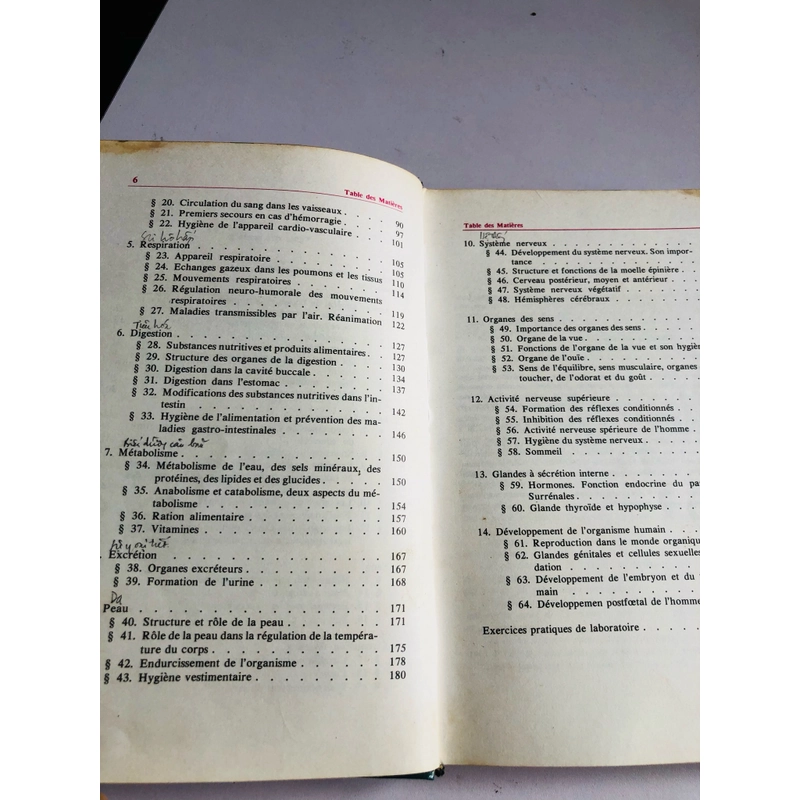 6
Table des Matières
§ 20. Circulation du sang dans les vaisseaux . . . . . 90
§ 21. Premiers secours en cas d'hémorragie . . . . . 97
§ 22. Hygiène de l'appareil cardio-vasculaire . . . . . 101
5. Respiration . . . . . 105
§ 23. Appareil respiratoire . . . . . 105
§ 24. Echanges gazeux dans les poumons et les tissus 110
§ 25. Mouvements respiratoires . . . . . 114
§ 26. Régulation neuro-humorale des mouvements
respiratoires . . . . . 119
§ 27. Maladies transmissibles par l'air. Réanimation 122
Tiêu hoá
6. Digestion . . . . . 127
§ 28. Substances nutritives et produits alimentaires . 127
§ 29. Structure des organes de la digestion . . . . . 130
§ 30. Digestion dans la cavité buccale . . . . . 134
§ 31. Digestion dans l'estomac . . . . . 137
§ 32. Modifications des substances nutritives dans l'in-
testin . . . . . 142
§ 33. Hygiène de l'alimentation et prévention des ma-
ladies gastro-intestinales . . . . . 146
7. Métabolisme . . . . . 150
§ 34. Métabolisme de l'eau, des sels minéraux, des
protéines, des lipides et des glucides . . . . . 150
§ 35. Anabolisme et catabolisme, deux aspects du mé-
tabolisme . . . . . 154
§ 36. Ration alimentaire . . . . . 157
§ 37. Vitamines . . . . . 160
Excrétion . . . . . 167
§ 38. Organes excréteurs . . . . . 167
§ 39. Formation de l'urine . . . . . 168
Da
Peau . . . . . 171
§ 40. Structure et rôle de la peau . . . . . 171
§ 41. Rôle de la peau dans la régulation de la tempéra-
ture du corps . . . . . 175
§ 42. Endurcissement de l'organisme . . . . . 178
§ 43. Hygiène vestimentaire . . . . . 180
Table des Matières
10. Système nerveux . . . . .
§ 44. Développement du système nerveux. Son impor-
tance . . . . .
§ 45. Structure et fonctions de la moelle épinière . .
§ 46. Cerveau postérieur, moyen et antérieur . . .
§ 47. Système nerveux végétatif . . . . .
§ 48. Hémisphères cérébraux . . . . .
11. Organes des sens . . . . .
§ 49. Importance des organes des sens . . . . .
§ 50. Organe de la vue . . . . .
§ 51. Fonctions de l'organe de la vue et son hygiè
§ 52. Organe de l'ouïe . . . . .
§ 53. Sens de l'équilibre, sens musculaire, organes
toucher, de l'odorat et du goût . . . . .
12. Activité nerveuse supérieure . . . . .
§ 54. Formation des réflexes conditionnés . . . . .
§ 55. Inhibition des réflexes conditionnés . . . . .
§ 56. Activité nerveuse spérieure de l'homme . . .
§ 57. Hygiène du système nerveux . . . . .
§ 58. Sommeil . . . . .
13. Glandes à sécrétion interne . . . . .
§ 59. Hormones. Fonction endocrine du pa
Surrénales . . . . .
§ 60. Glande thyroïde et hypophyse . . . . .
14. Développement de l'organisme humain . . . . .
§ 61. Reproduction dans le monde organiqu
§ 62. Glandes génitales et cellules sexuelles
dation . . . . .
§ 63. Développement de l'embryon et du
main . . . . .
§ 64. Développemen postfœtal de l'homme
Exercices pratiques de laboratoire . . . . .